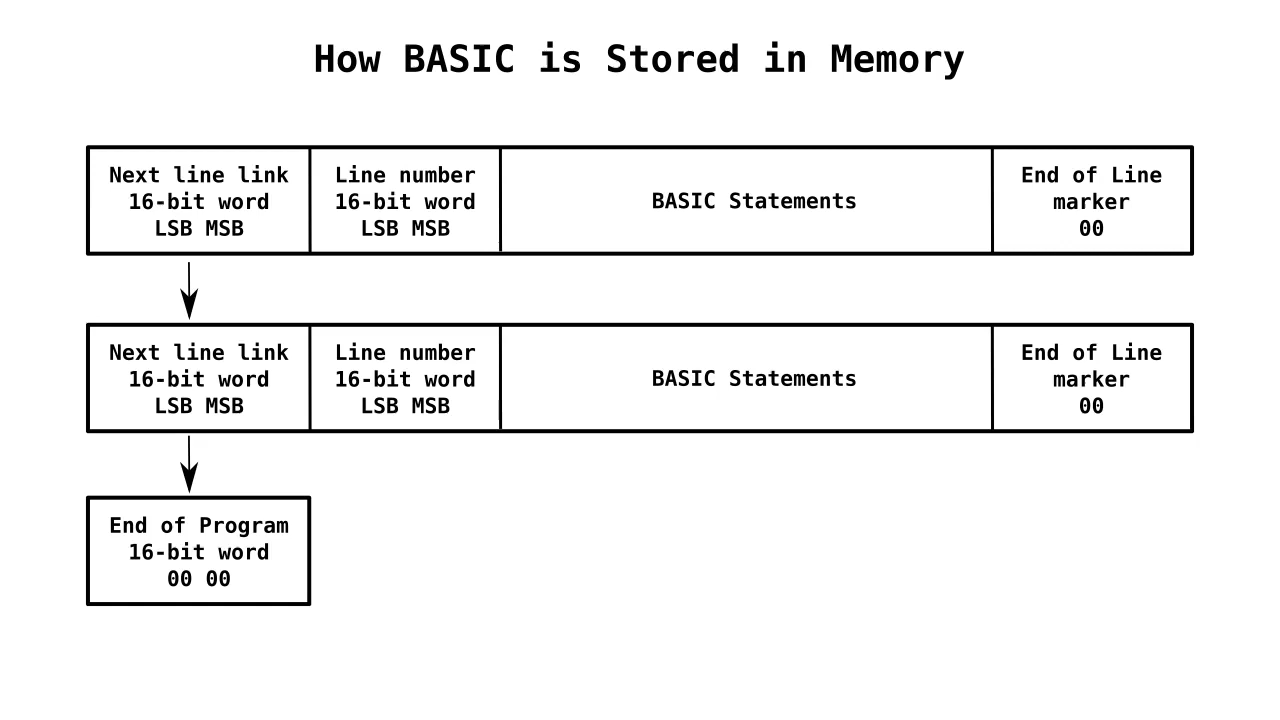 How BASIC is Stored in Memory
Next line link
16-bit word
LSB MSB
Line number
16-bit word
LSB MSB
BASIC Statements
End of Line
marker
00
Next line link
16-bit word
LSB MSB
Line number
16-bit word
LSB MSB
BASIC Statements
End of Line
marker
00
End of Program
16-bit word
00 00